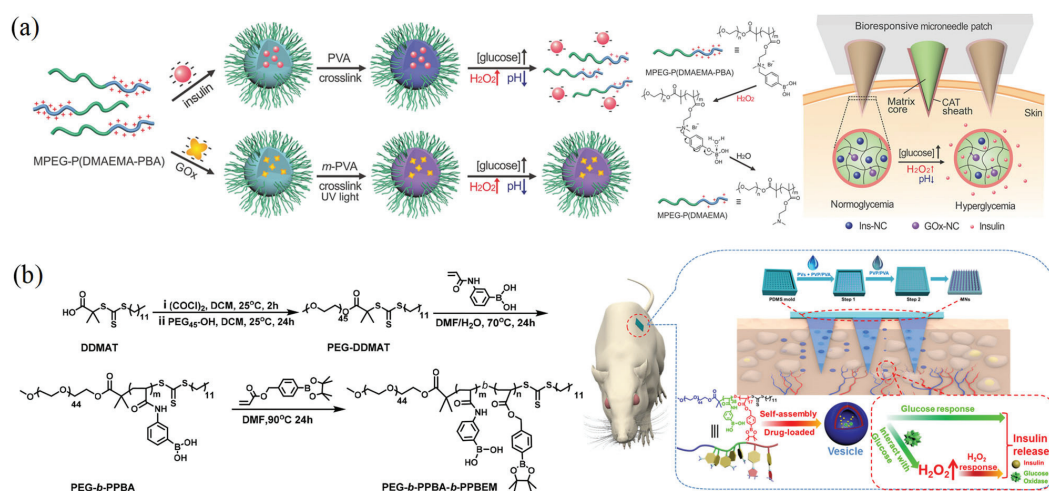 (a)
MPEG-P(DMAEMA-PBA)
insulin
GOx
PVA
crosslink
m-PVA
crosslink
UV light
[glucose]↑
H₂O₂↑ pH↓
[glucose]↑
H₂O₂↑ pH↓
MPEG-P(DMAEMA-PBA)
H₂O₂
H₂O
MPEG-P(DMAEMA)
Bioresponsive microneedle patch
Matrix
core
CAT
sheath
Skin
[glucose]↑
H₂O₂↑
pH↓
Normoglycemia
Hyperglycemia
Ins-NC
GOx-NC
Insulin
(b)
DDMAT
i (COCl)₂, DCM, 25°C, 2h
ii PEG₄₅-OH, DCM, 25°C, 24h
PEG-DDMAT
DMF/H₂O, 70°C, 24h
PEG-b-PPBA
DMF,90°C 24h
PEG-b-PPBA-b-PPBEM
PVP/PVA
PDMS mold
Step 1
Step 2
MNs
Self-assembly
Drug-loaded
Vesicle
Glucose response
Interact with
Glucose
H₂O₂↑
H₂O₂
response
Insulin
release
Insulin
Glucose
Oxidase